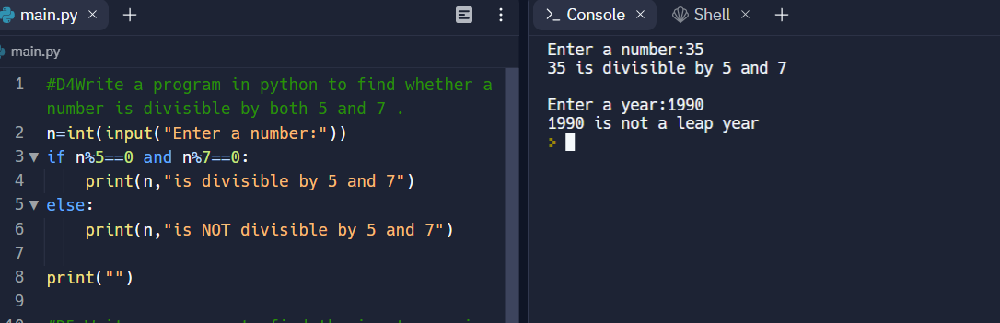 main.py
main.py
1 #D4Write a program in python to find whether a
number is divisible by both 5 and 7 .
2 n=int(input("Enter a number:"))
3 if n%5==0 and n%7==0:
4 print(n,"is divisible by 5 and 7")
5 else:
6 print(n,"is NOT divisible by 5 and 7")
7
8 print("")
9
Console
Shell
Enter a number:35
35 is divisible by 5 and 7
Enter a year:1990
1990 is not a leap year
>